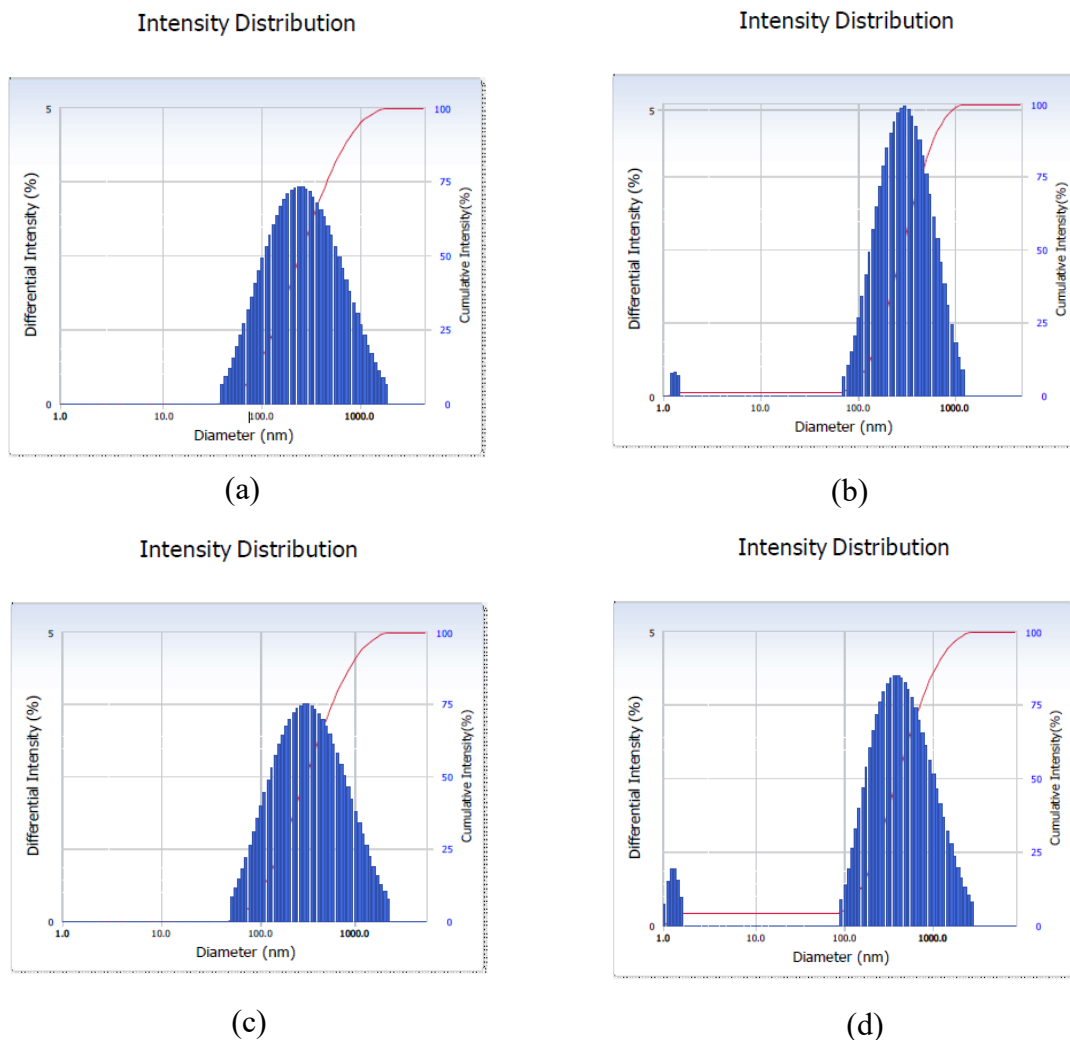 Intensity Distribution
Differential Intensity (%)
5
0
1.0
10.0
100.0
1000.0
Diameter (nm)
100
75
50
25
0
Cumulative Intensity(%)
(a)
Intensity Distribution
Differential Intensity (%)
5
0
1.0
10.0
100.0
1000.0
Diameter (nm)
100
75
50
25
0
Cumulative Intensity(%)
(b)
Intensity Distribution
Differential Intensity (%)
5
0
1.0
10.0
100.0
1000.0
Diameter (nm)
100
75
50
25
0
Cumulative Intensity(%)
(c)
Intensity Distribution
Differential Intensity (%)
5
0
1.0
10.0
100.0
1000.0
Diameter (nm)
100
75
50
25
0
Cumulative Intensity(%)
(d)